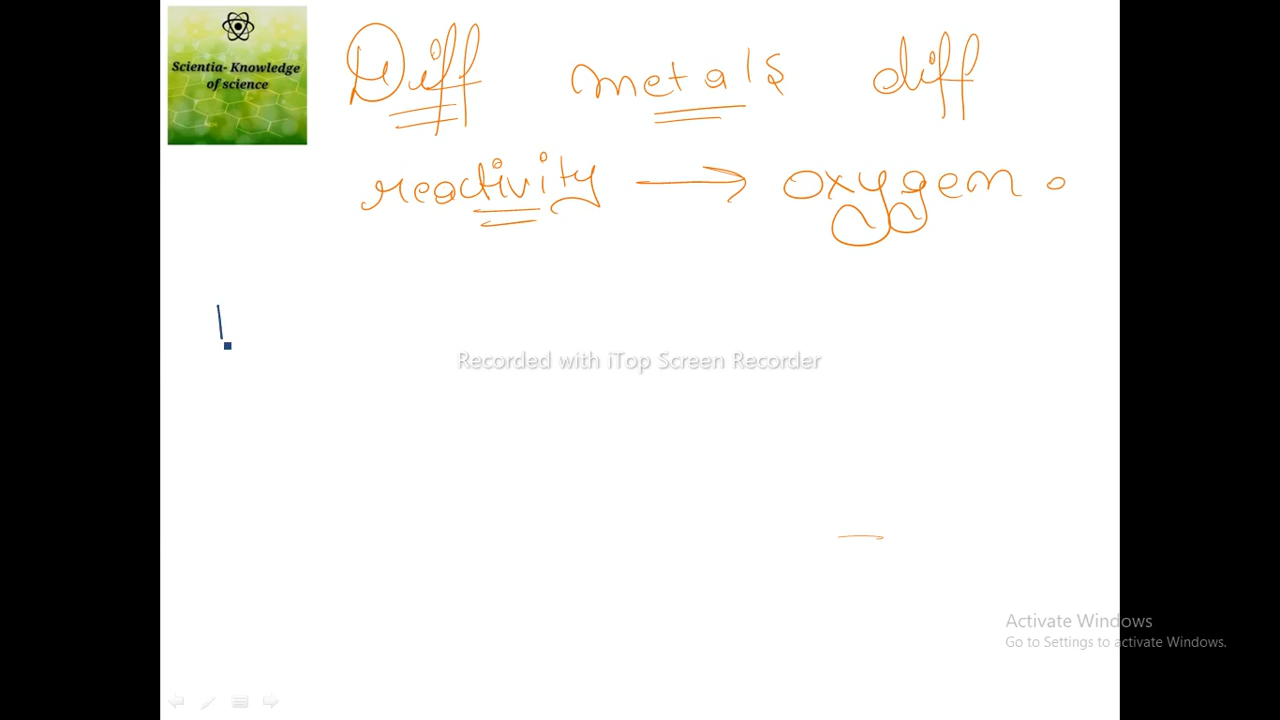 Scientia- Knowledge
of science
Diff metals diff
reactivity → oxygen.
1.
Recorded with iTop Screen Recorder
Activate Windows
Go to Settings to activate Windows.